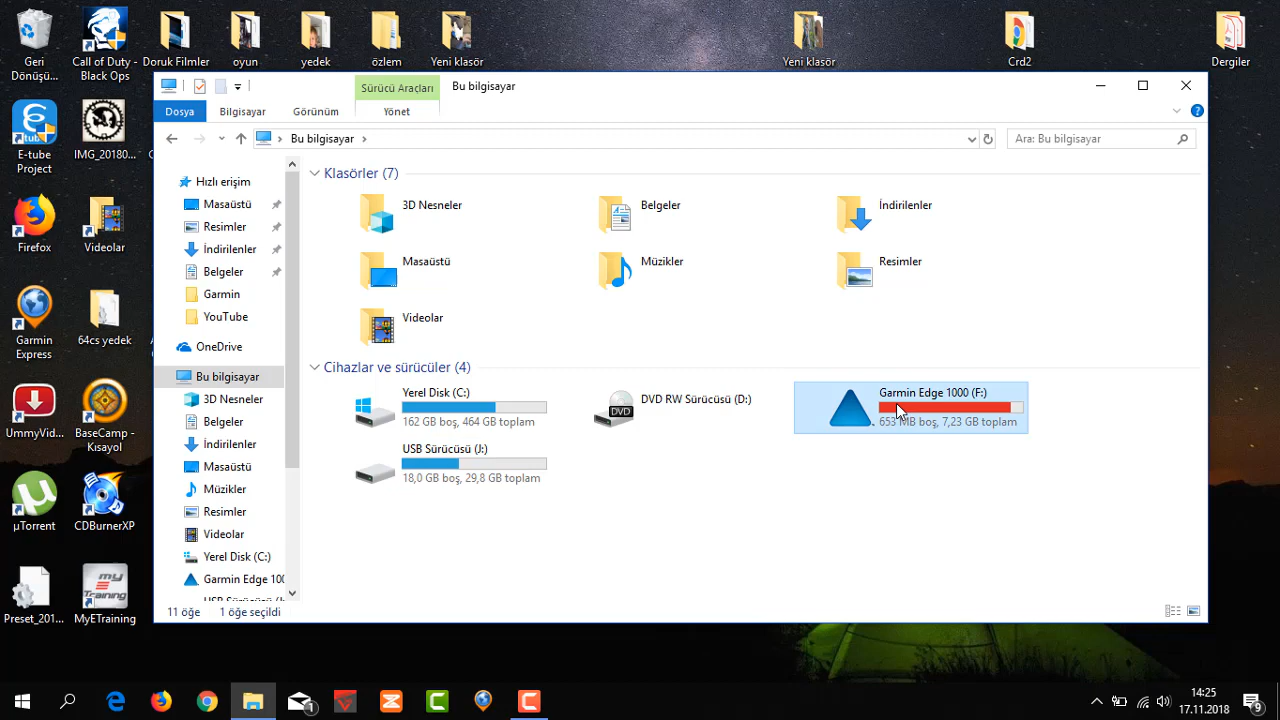 Geri
Dönüşü...
Call of Duty -
Black Ops
Doruk Filmler
oyun
yedek
özlem
Yeni klasör
Yeni klasör
Crd2
Dergiler
E-tube
Project
IMG_20180...
Firefox
Videolar
Garmin
Express
64cs yedek
UmmyVid...
BaseCamp -
Kısayol
µTorrent
CDBurnerXP
Preset_201...
MyETraining
Sürücü Araçları
Bu bilgisayar
Dosya
Bilgisayar
Görünüm
Yönet
Bu bilgisayar
Ara: Bu bilgisayar
Hızlı erişim
Masaüstü
Resimler
İndirilenler
Belgeler
Garmin
YouTube
OneDrive
Bu bilgisayar
3D Nesneler
Belgeler
İndirilenler
Masaüstü
Müzikler
Resimler
Videolar
Yerel Disk (C:)
Garmin Edge 100
Klasörler (7)
3D Nesneler
Belgeler
İndirilenler
Masaüstü
Müzikler
Resimler
Videolar
Cihazlar ve sürücüler (4)
Yerel Disk (C:)
162 GB boş, 464 GB toplam
DVD RW Sürücüsü (D:)
DVD
Garmin Edge 1000 (F:)
653 MB boş, 7,23 GB toplam
USB Sürücüsü (J:)
18,0 GB boş, 29,8 GB toplam
11 öğe
1 öğe seçildi
14:25
17.11.2018